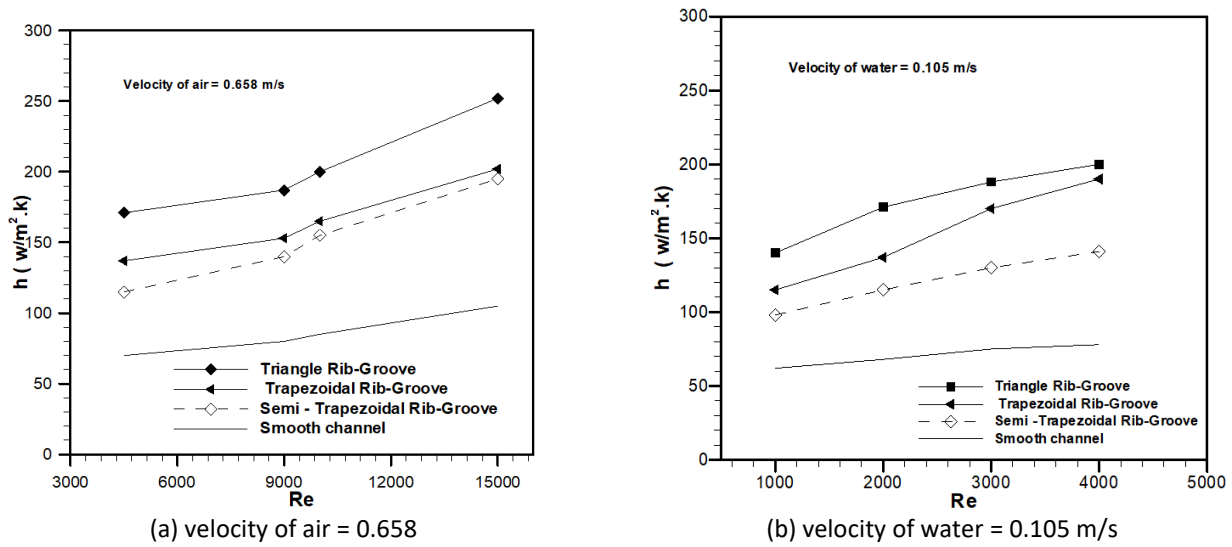 300
250
200
150
100
50
0
h ( w/m².k)
Velocity of air = 0.658 m/s
Triangle Rib-Groove
Trapezoidal Rib-Groove
Semi - Trapezoidal Rib-Groove
Smooth channel
3000 6000 9000 12000 15000
Re
(a) velocity of air = 0.658
300
250
200
150
100
50
0
h ( w/m².k)
Velocity of water = 0.105 m/s
Triangle Rib-Groove
Trapezoidal Rib-Groove
Semi -Trapezoidal Rib-Groove
Smooth channel
1000 2000 3000 4000 5000
Re
(b) velocity of water = 0.105 m/s